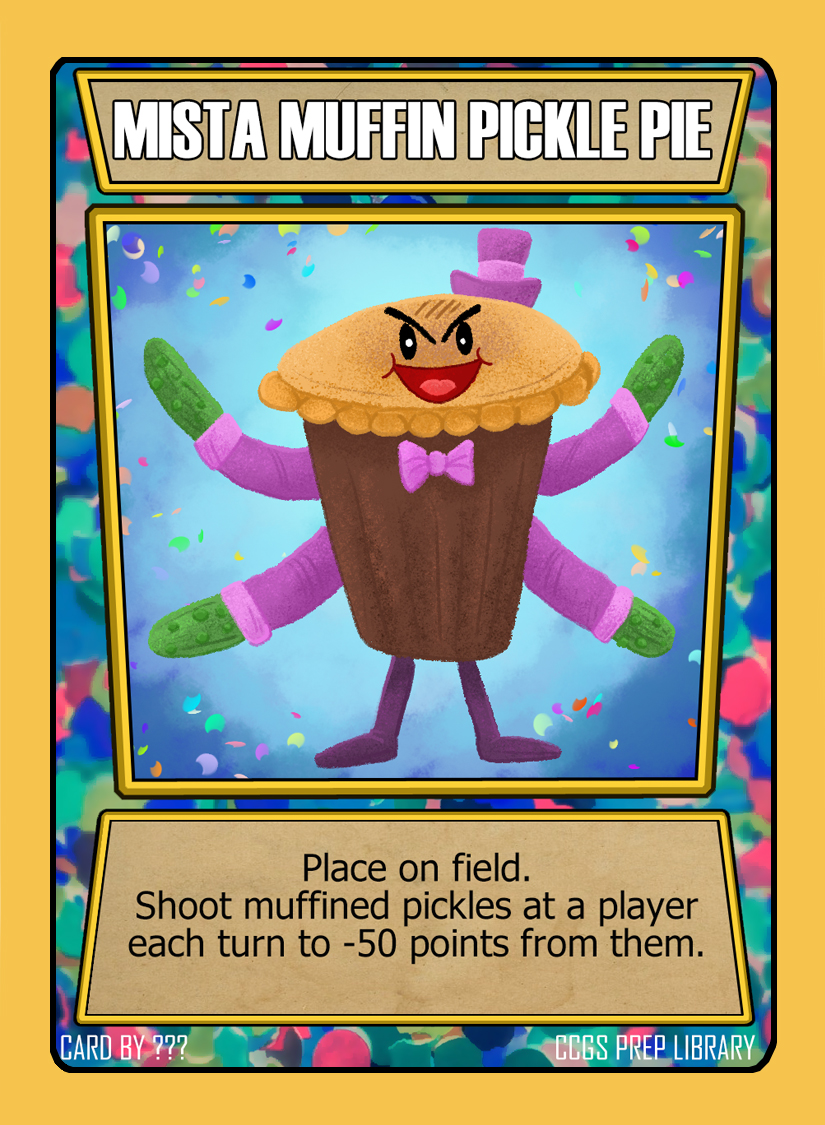 MISTA MUFFIN PICKLE PIE
Place on field.
Shoot muffined pickles at a player
each turn to -50 points from them.
CARD BY ???
CCGS PREP LIBRARY